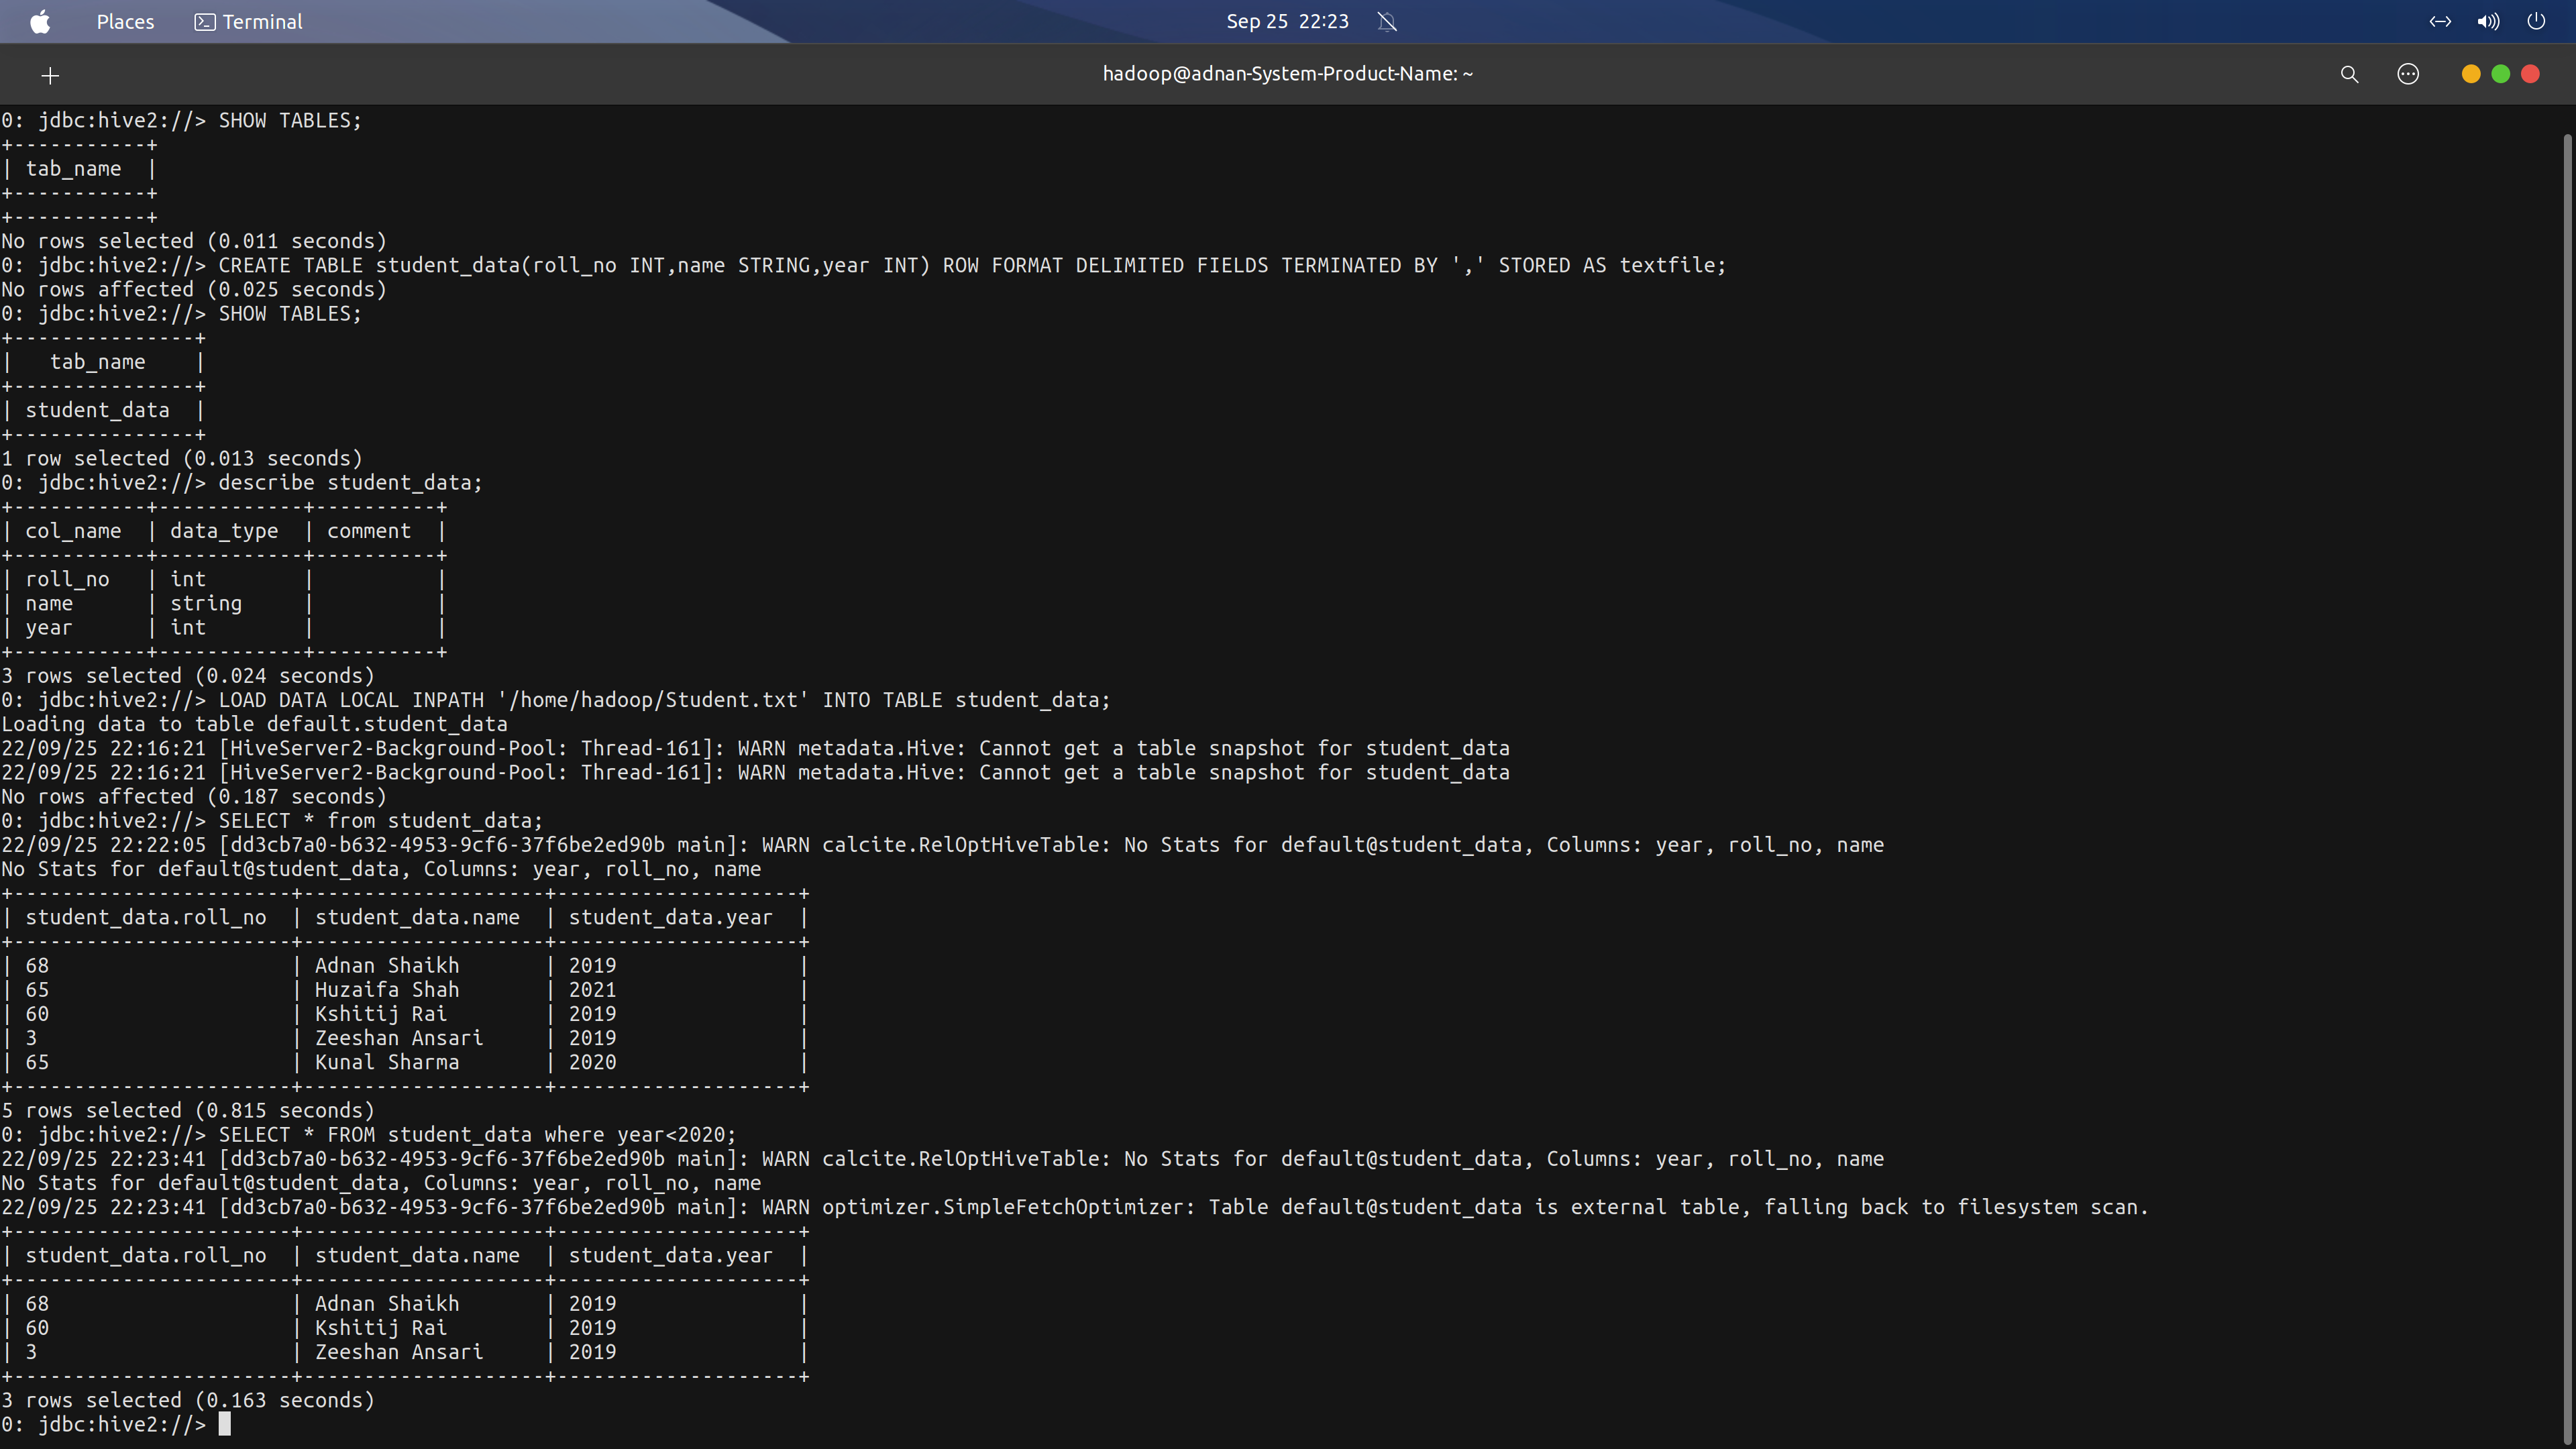 Places Terminal Sep 25 22:23
hadoop@adnan-System-Product-Name: ~
0: jdbc:hive2://> SHOW TABLES;
+-----------+
| tab_name  |
+-----------+
+-----------+
No rows selected (0.011 seconds)
0: jdbc:hive2://> CREATE TABLE student_data(roll_no INT,name STRING,year INT) ROW FORMAT DELIMITED FIELDS TERMINATED BY ',' STORED AS textfile;
No rows affected (0.025 seconds)
0: jdbc:hive2://> SHOW TABLES;
+---------------+
|   tab_name    |
+---------------+
| student_data  |
+---------------+
1 row selected (0.013 seconds)
0: jdbc:hive2://> describe student_data;
+-----------+------------+----------+
| col_name  | data_type  | comment  |
+-----------+------------+----------+
| roll_no   | int        |          |
| name      | string     |          |
| year      | int        |          |
+-----------+------------+----------+
3 rows selected (0.024 seconds)
0: jdbc:hive2://> LOAD DATA LOCAL INPATH '/home/hadoop/Student.txt' INTO TABLE student_data;
Loading data to table default.student_data
22/09/25 22:16:21 [HiveServer2-Background-Pool: Thread-161]: WARN metadata.Hive: Cannot get a table snapshot for student_data
22/09/25 22:16:21 [HiveServer2-Background-Pool: Thread-161]: WARN metadata.Hive: Cannot get a table snapshot for student_data
No rows affected (0.187 seconds)
0: jdbc:hive2://> SELECT * from student_data;
22/09/25 22:22:05 [dd3cb7a0-b632-4953-9cf6-37f6be2ed90b main]: WARN calcite.RelOptHiveTable: No Stats for default@student_data, Columns: year, roll_no, name
No Stats for default@student_data, Columns: year, roll_no, name
+-----------------------+--------------------+--------------------+
| student_data.roll_no  | student_data.name  | student_data.year  |
+-----------------------+--------------------+--------------------+
| 68                    | Adnan Shaikh       | 2019               |
| 65                    | Huzaifa Shah       | 2021               |
| 60                    | Kshitij Rai        | 2019               |
| 3                     | Zeeshan Ansari     | 2019               |
| 65                    | Kunal Sharma       | 2020               |
+-----------------------+--------------------+--------------------+
5 rows selected (0.815 seconds)
0: jdbc:hive2://> SELECT * FROM student_data where year<2020;
22/09/25 22:23:41 [dd3cb7a0-b632-4953-9cf6-37f6be2ed90b main]: WARN calcite.RelOptHiveTable: No Stats for default@student_data, Columns: year, roll_no, name
No Stats for default@student_data, Columns: year, roll_no, name
22/09/25 22:23:41 [dd3cb7a0-b632-4953-9cf6-37f6be2ed90b main]: WARN optimizer.SimpleFetchOptimizer: Table default@student_data is external table, falling back to filesystem scan.
+-----------------------+--------------------+--------------------+
| student_data.roll_no  | student_data.name  | student_data.year  |
+-----------------------+--------------------+--------------------+
| 68                    | Adnan Shaikh       | 2019               |
| 60                    | Kshitij Rai        | 2019               |
| 3                     | Zeeshan Ansari     | 2019               |
+-----------------------+--------------------+--------------------+
3 rows selected (0.163 seconds)
0: jdbc:hive2://>